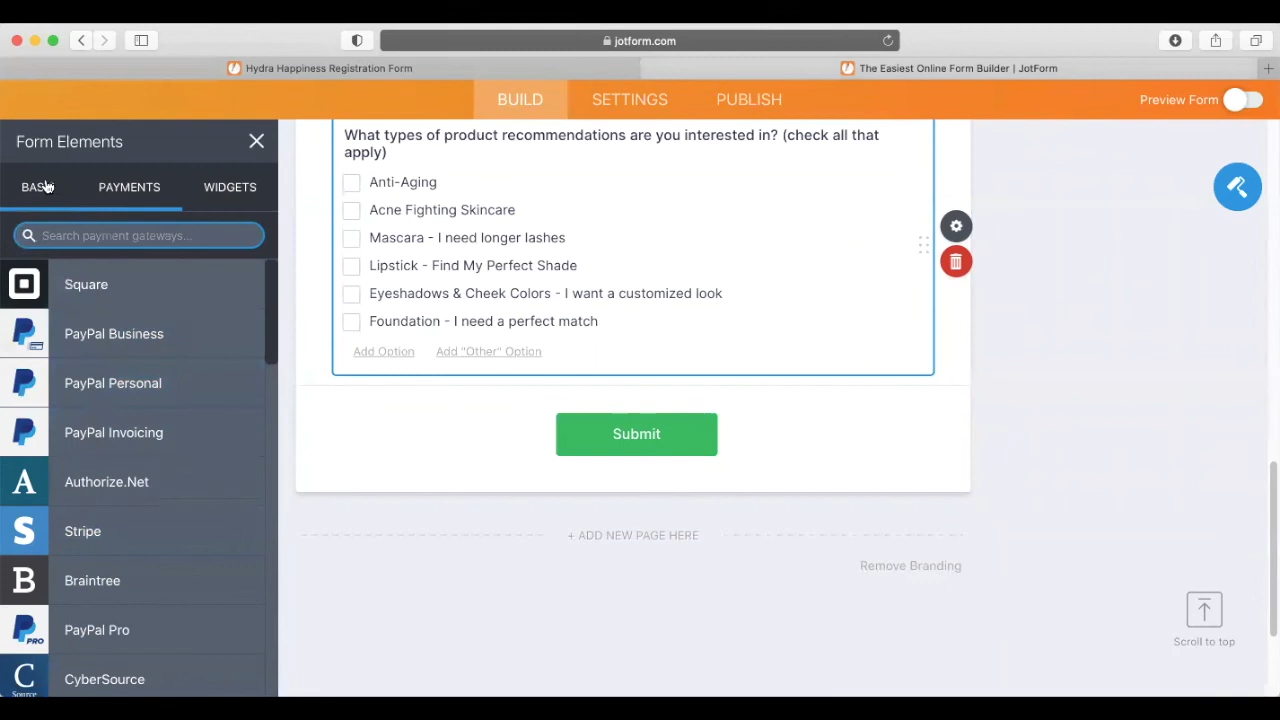 jotform.com
Hydra Happiness Registration Form
The Easiest Online Form Builder | JotForm
BUILD
SETTINGS
PUBLISH
Preview Form
Form Elements
BASIC
PAYMENTS
WIDGETS
Search payment gateways...
Square
PayPal Business
PayPal Personal
PayPal Invoicing
A
Authorize.Net
S
Stripe
B
Braintree
PRO
PayPal Pro
C
Source
CyberSource
What types of product recommendations are you interested in? (check all that
apply)
Anti-Aging
Acne Fighting Skincare
Mascara - I need longer lashes
Lipstick - Find My Perfect Shade
Eyeshadows & Cheek Colors - I want a customized look
Foundation - I need a perfect match
Add Option
Add "Other" Option
Submit
+ ADD NEW PAGE HERE
Remove Branding
Scroll to top